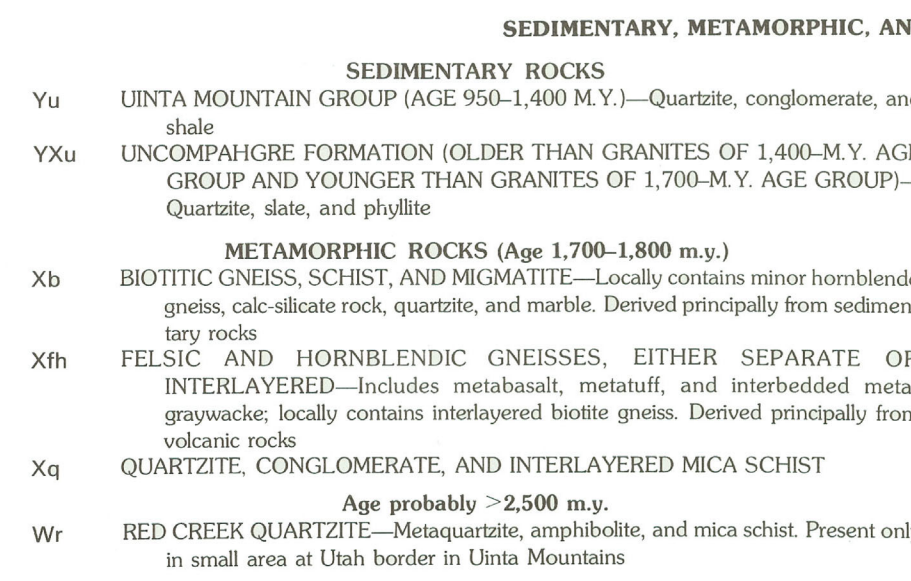 SEDIMENTARY, METAMORPHIC, AN
SEDIMENTARY ROCKS
Yu UINTA MOUNTAIN GROUP (AGE 950–1,400 M.Y.)—Quartzite, conglomerate, and
shale
YXu UNCOMPAHGRE FORMATION (OLDER THAN GRANITES OF 1,400–M.Y. AGE
GROUP AND YOUNGER THAN GRANITES OF 1,700–M.Y. AGE GROUP)—
Quartzite, slate, and phyllite
METAMORPHIC ROCKS (Age 1,700–1,800 m.y.)
Xb BIOTITIC GNEISS, SCHIST, AND MIGMATITE—Locally contains minor hornblende
gneiss, calc-silicate rock, quartzite, and marble. Derived principally from sedimen
tary rocks
Xfh FELSIC AND HORNBLENDIC GNEISSES, EITHER SEPARATE OR
INTERLAYERED—Includes metabasalt, metatuff, and interbedded meta
graywacke; locally contains interlayered biotite gneiss. Derived principally from
volcanic rocks
Xq QUARTZITE, CONGLOMERATE, AND INTERLAYERED MICA SCHIST
Age probably >2,500 m.y.
Wr RED CREEK QUARTZITE—Metaquartzite, amphibolite, and mica schist. Present only
in small area at Utah border in Uinta Mountains